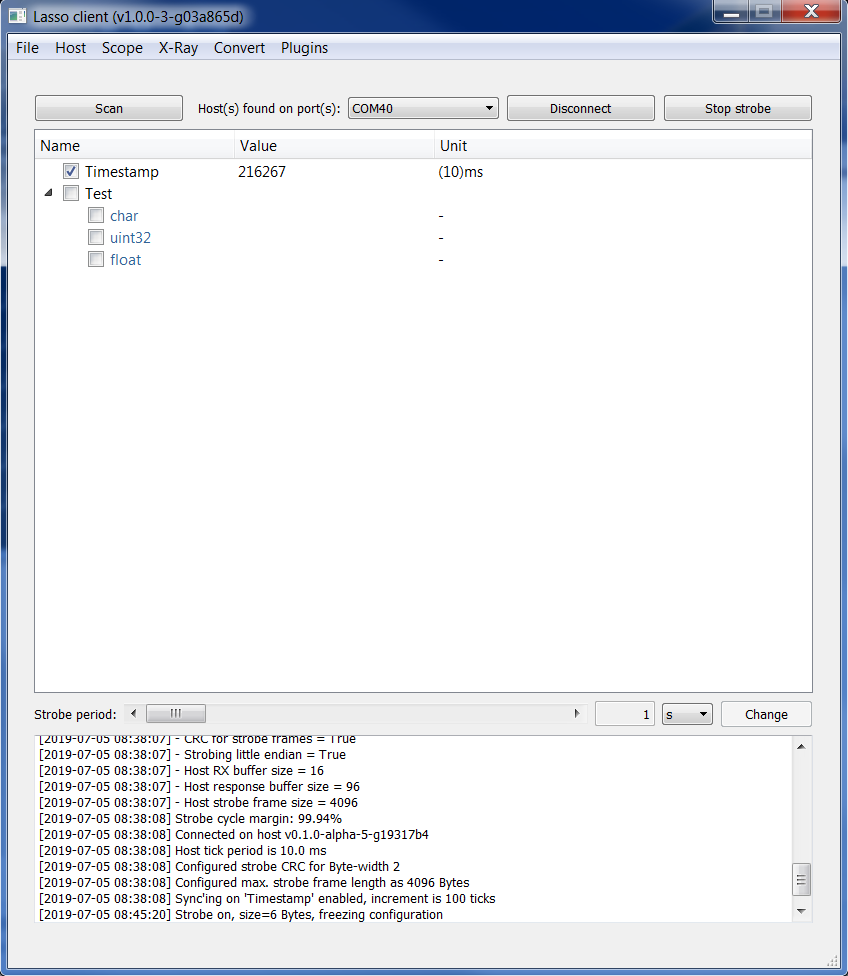 Lasso client (v1.0.0-3-g03a865d)
File Host Scope X-Ray Convert Plugins
Scan Host(s) found on port(s): COM40 Disconnect Stop strobe
Name Value Unit
Timestamp 216267 (10)ms
Test
char -
uint32 -
float -
Strobe period: 1 s Change
[2019-07-05 08:38:07] - CRC for strobe frames = True
[2019-07-05 08:38:07] - Strobing little endian = True
[2019-07-05 08:38:07] - Host RX buffer size = 16
[2019-07-05 08:38:07] - Host response buffer size = 96
[2019-07-05 08:38:07] - Host strobe frame size = 4096
[2019-07-05 08:38:08] Strobe cycle margin: 99.94%
[2019-07-05 08:38:08] Connected on host v0.1.0-alpha-5-g19317b4
[2019-07-05 08:38:08] Host tick period is 10.0 ms
[2019-07-05 08:38:08] Configured strobe CRC for Byte-width 2
[2019-07-05 08:38:08] Configured max. strobe frame length as 4096 Bytes
[2019-07-05 08:38:08] Sync'ing on 'Timestamp' enabled, increment is 100 ticks
[2019-07-05 08:45:20] Strobe on, size=6 Bytes, freezing configuration